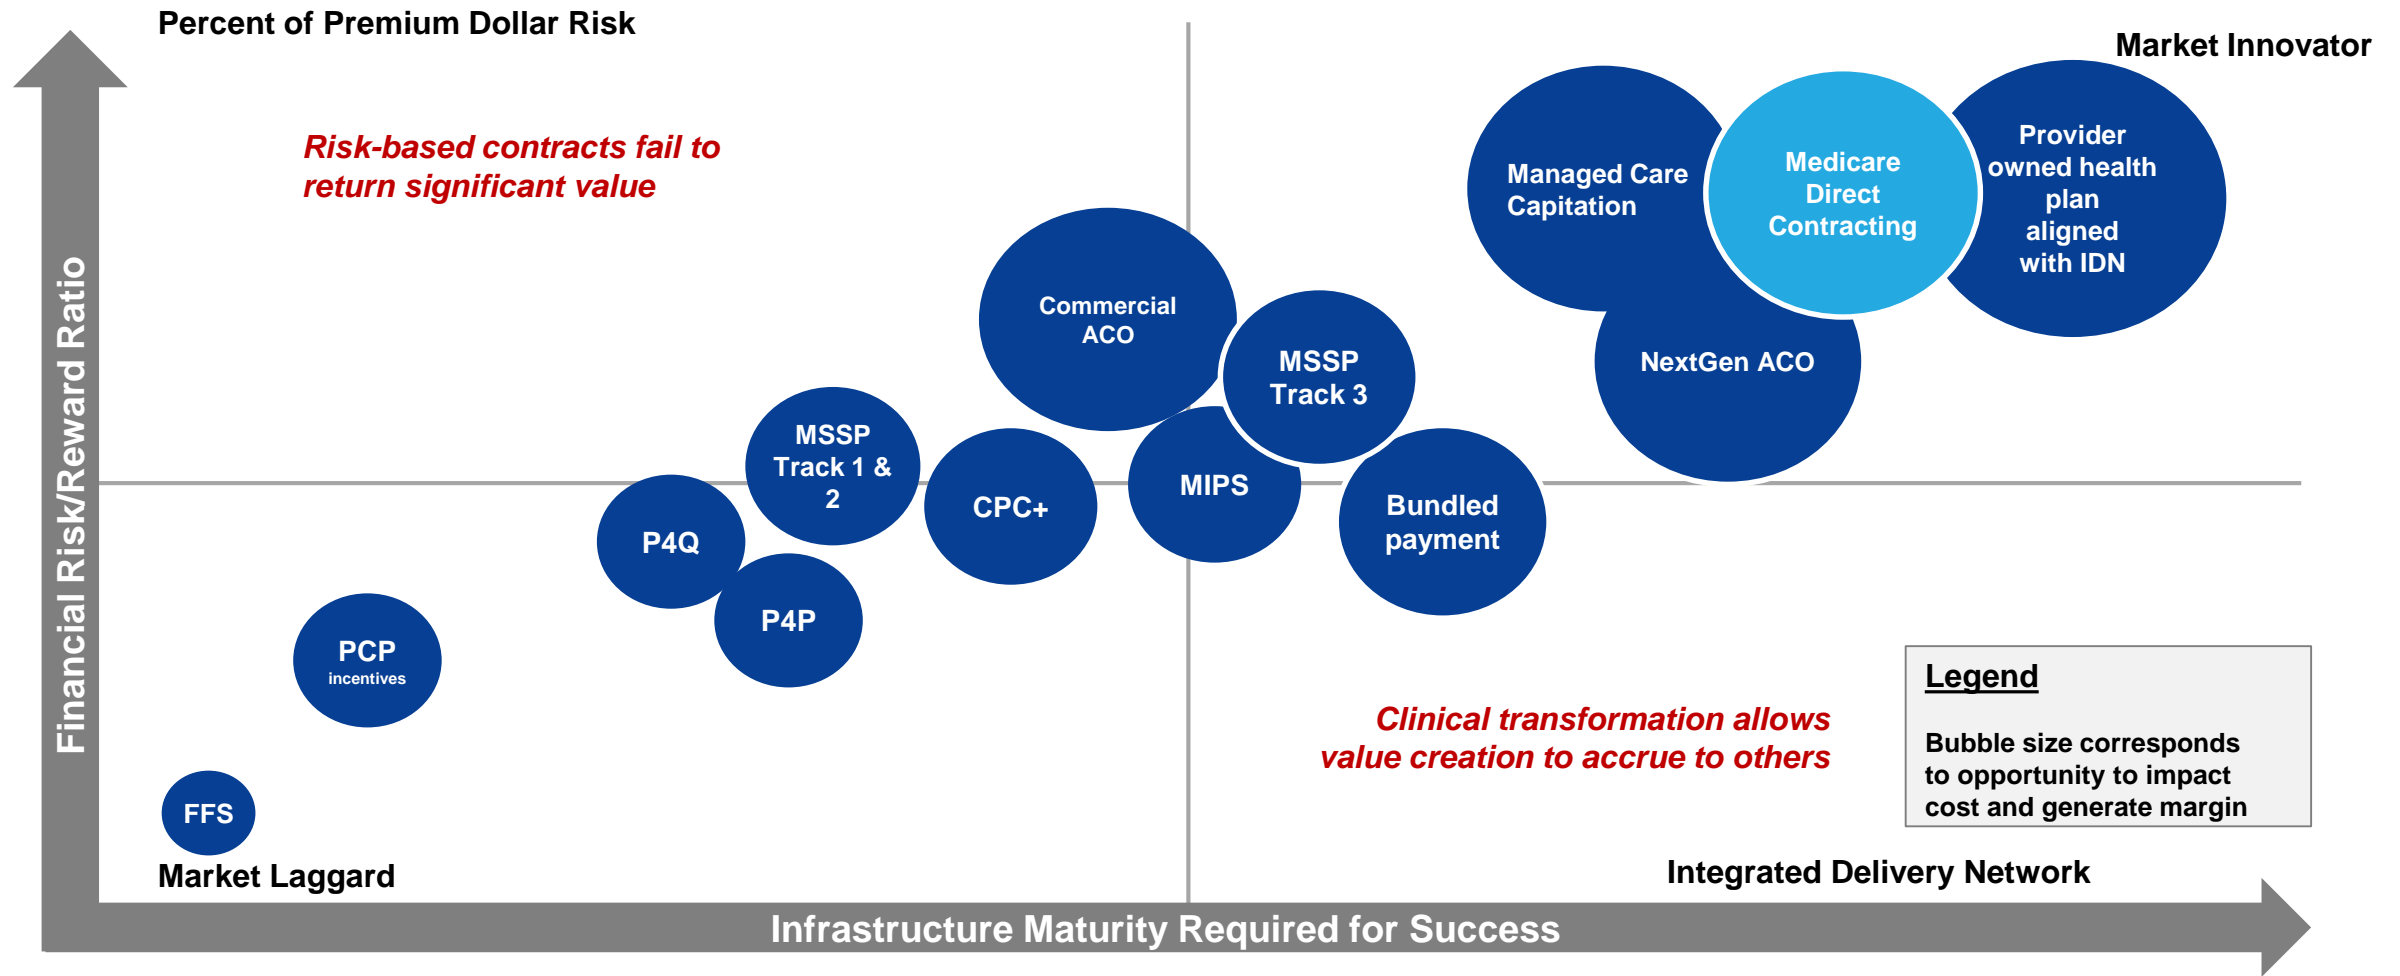 Percent of Premium Dollar Risk
Market Innovator
Risk-based contracts fail to
return significant value
Managed Care
Capitation
Medicare
Direct
Contracting
Provider
owned health
plan
aligned
with IDN
Commercial
ACO
MSSP
Track 3
NextGen ACO
MSSP
Track 1 &
2
CPC+
MIPS
Bundled
payment
P4Q
P4P
PCP
incentives
FFS
Financial Risk/Reward Ratio
Clinical transformation allows
value creation to accrue to others
Legend
Bubble size corresponds
to opportunity to impact
cost and generate margin
Market Laggard
Integrated Delivery Network
Infrastructure Maturity Required for Success